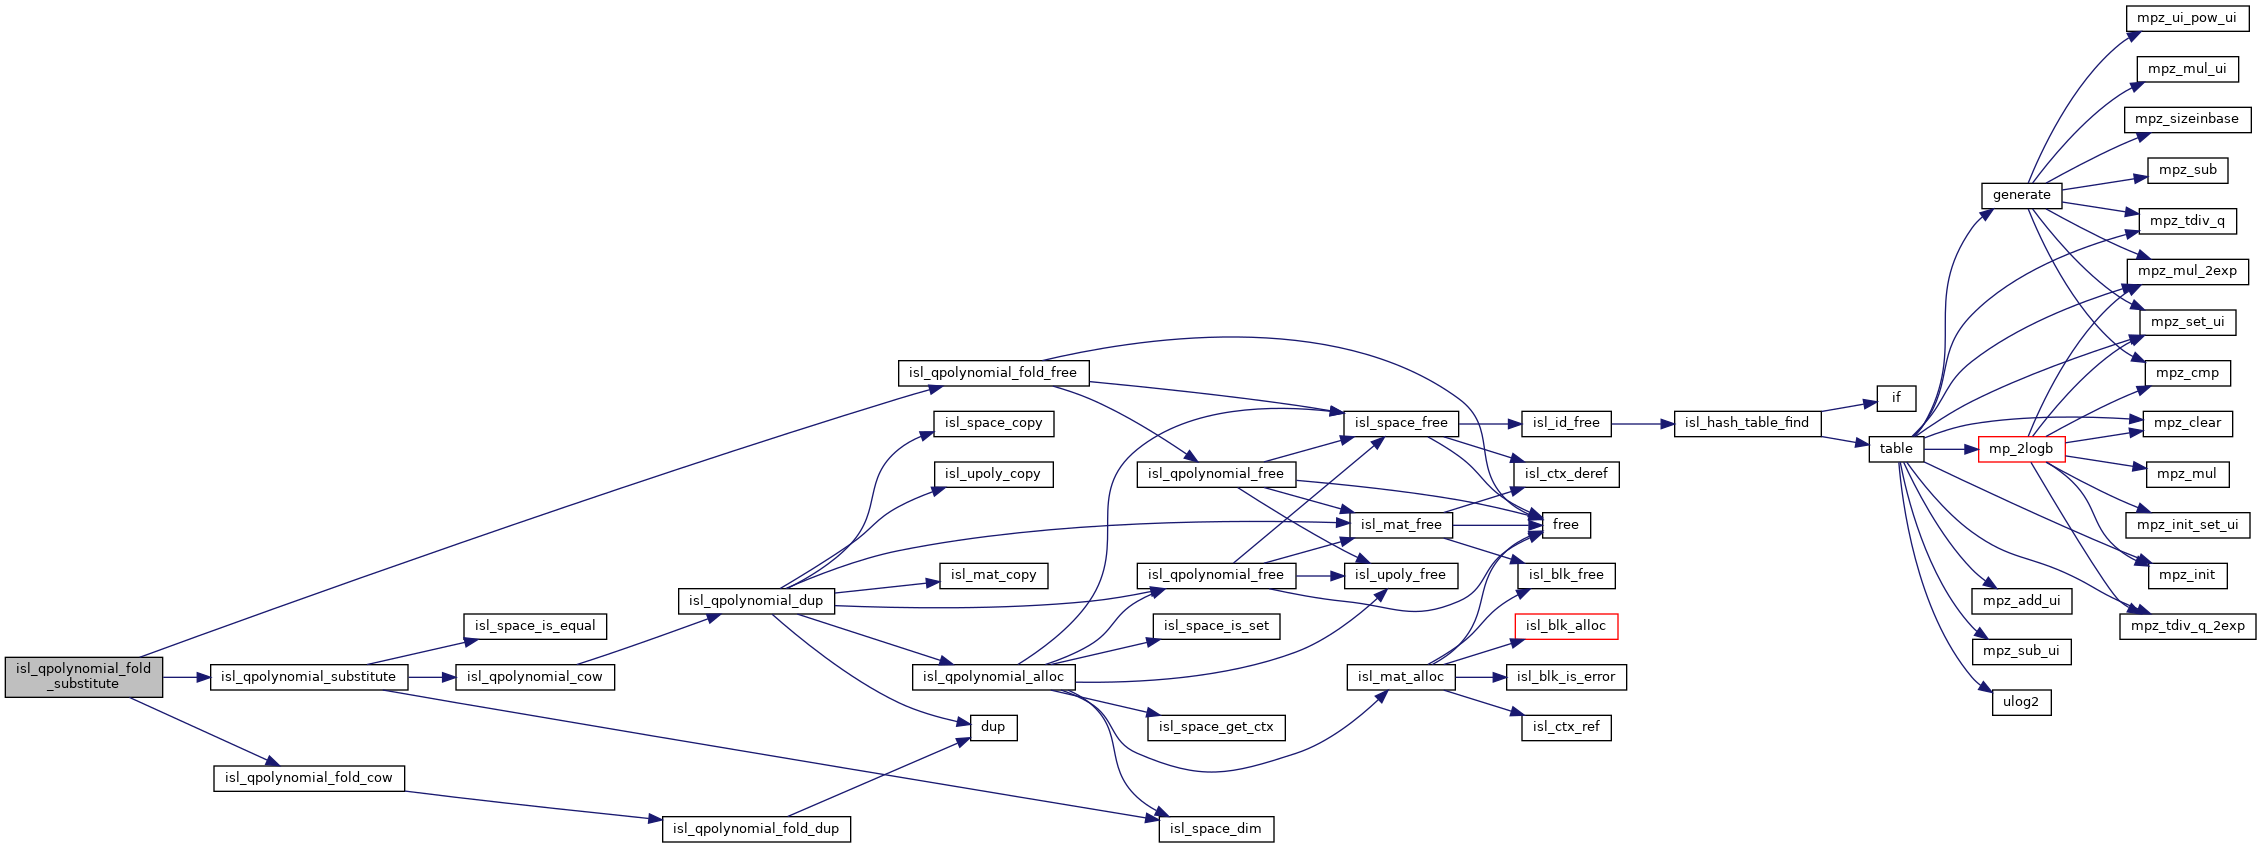 isl_qpolynomial_fold
_substitute
isl_qpolynomial_substitute
isl_qpolynomial_fold_cow
isl_space_is_equal
isl_qpolynomial_cow
isl_qpolynomial_dup
isl_qpolynomial_fold_dup
isl_qpolynomial_fold_free
isl_space_copy
isl_upoly_copy
isl_mat_copy
isl_qpolynomial_alloc
dup
isl_qpolynomial_free
isl_qpolynomial_free
isl_space_is_set
isl_space_get_ctx
isl_space_dim
isl_space_free
isl_mat_free
isl_upoly_free
isl_mat_alloc
isl_id_free
isl_ctx_deref
free
isl_blk_free
isl_blk_alloc
isl_blk_is_error
isl_ctx_ref
isl_hash_table_find
if
table
generate
mp_2logb
mpz_add_ui
mpz_sub_ui
ulog2
mpz_ui_pow_ui
mpz_mul_ui
mpz_sizeinbase
mpz_sub
mpz_tdiv_q
mpz_mul_2exp
mpz_set_ui
mpz_cmp
mpz_clear
mpz_mul
mpz_init_set_ui
mpz_init
mpz_tdiv_q_2exp